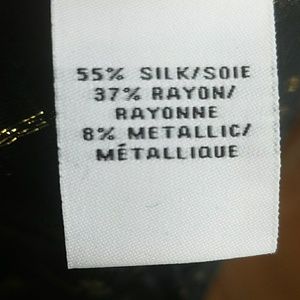 55% SILK/SOIE
37% RAYON/
RAYONNE
8% METALLIC/
MÉTALLIQUE